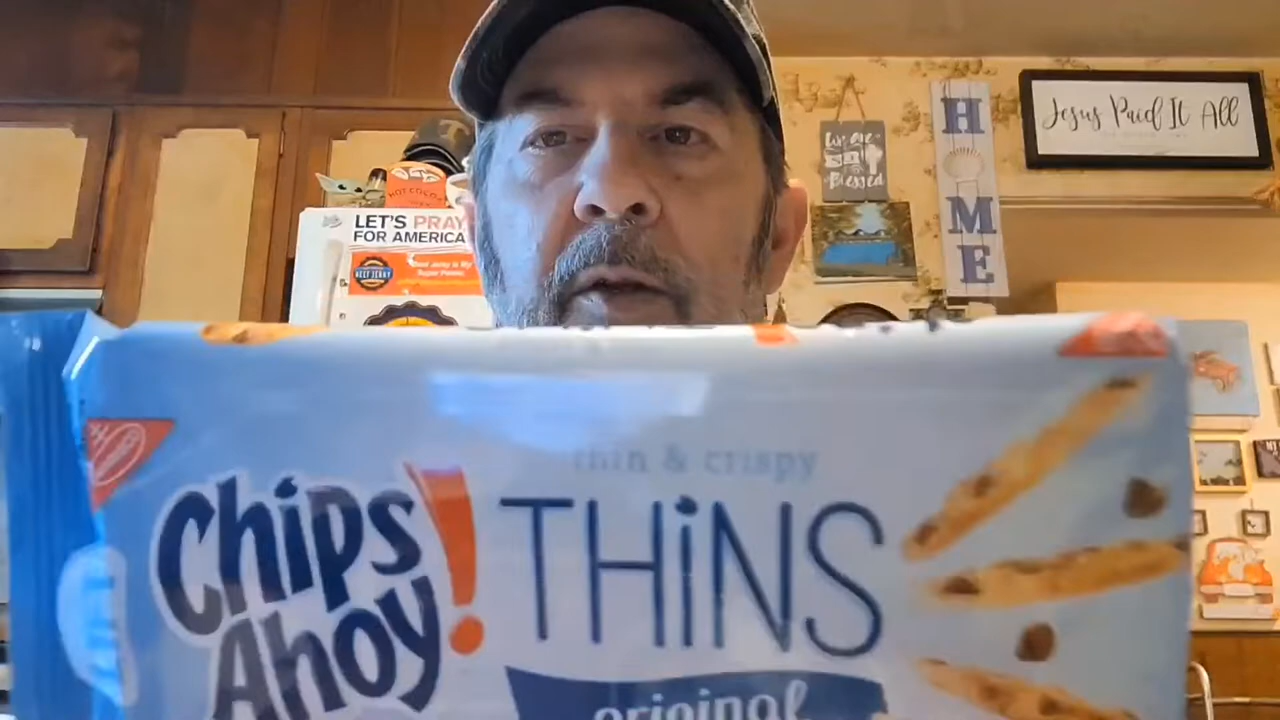 Jesus Paid It All
HOME
We are
Blessed
HOT COCOA
LET'S PRAY
FOR AMERICA
BEEF JERKY
thin & crispy
Chips
Ahoy!
THiNS
original